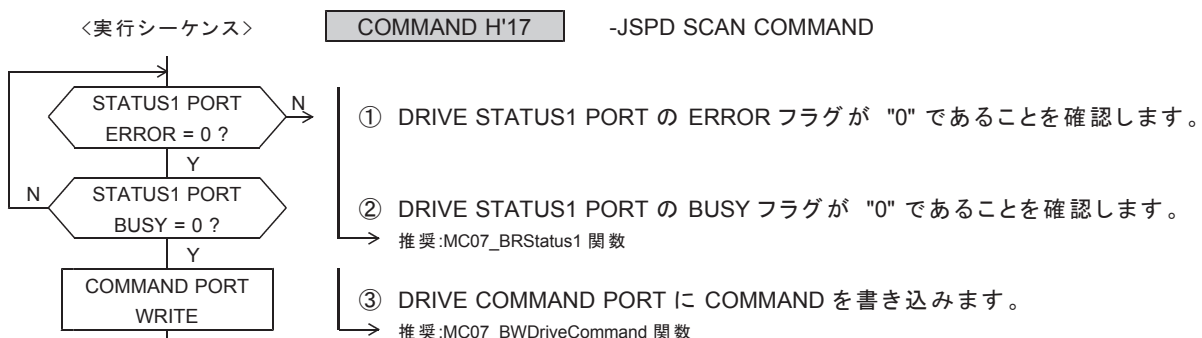 〈実行シーケンス〉 COMMAND H'17 -JSPD SCAN COMMAND
STATUS1 PORT
ERROR = 0 ?
N
① DRIVE STATUS1 PORT の ERROR フラグが "0" であることを確認します。
Y
N
STATUS1 PORT
BUSY = 0 ?
② DRIVE STATUS1 PORT の BUSY フラグが "0" であることを確認します。
推奨:MC07_BRStatus1 関数
Y
COMMAND PORT
WRITE
③ DRIVE COMMAND PORT に COMMAND を書き込みます。
推奨:MC07_BWDriveCommand 関数